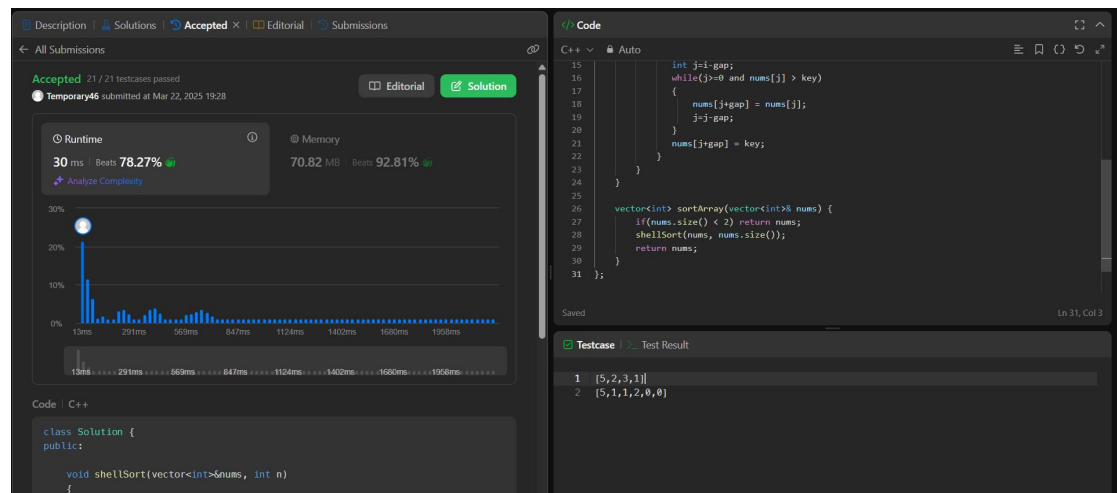 Description | Solutions | Accepted × | Editorial | Submissions
← All Submissions
Accepted 21 / 21 testcases passed
Temporary46 submitted at Mar 22, 2025 19:28
Editorial
Solution
Runtime
30 ms | Beats 78.27%
Analyze Complexity
Memory
70.82 MB | Beats 92.81%
30%
20%
10%
0%
13ms 291ms 569ms 847ms 1124ms 1402ms 1680ms 1958ms
13ms 291ms 569ms 847ms 1124ms 1402ms 1680ms 1958ms
Code | C++
class Solution {
public:
void shellSort(vector<int>&nums, int n)
{
</> Code
C++ Auto
15 int j=i-gap;
16 while(j>=0 and nums[j] > key)
17 {
18 nums[j+gap] = nums[j];
19 j=j-gap;
20 }
21 nums[j+gap] = key;
22 }
23 }
24 }
25
26 vector<int> sortArray(vector<int>& nums) {
27 if(nums.size() < 2) return nums;
28 shellSort(nums, nums.size());
29 return nums;
30 }
31 };
Saved
Ln 31, Col 3
Testcase | >_ Test Result
1 [5,2,3,1]
2 [5,1,1,2,0,0]